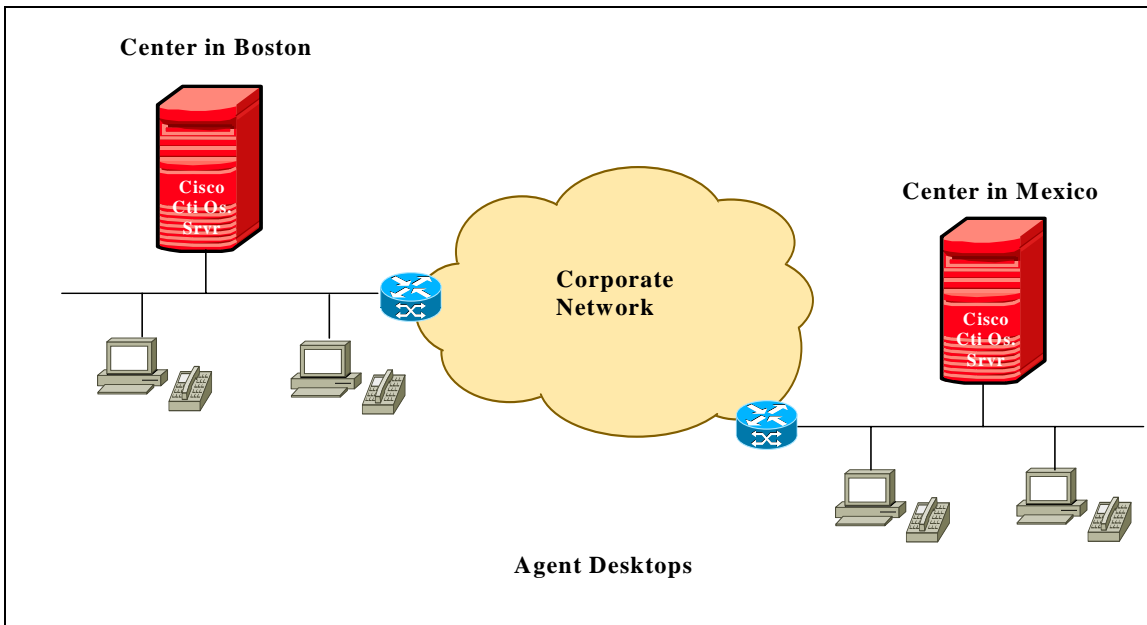 Center in Boston
Cisco
Cti Os.
Srvr
Corporate
Network
Center in Mexico
Cisco
Cti Os.
Srvr
Agent Desktops